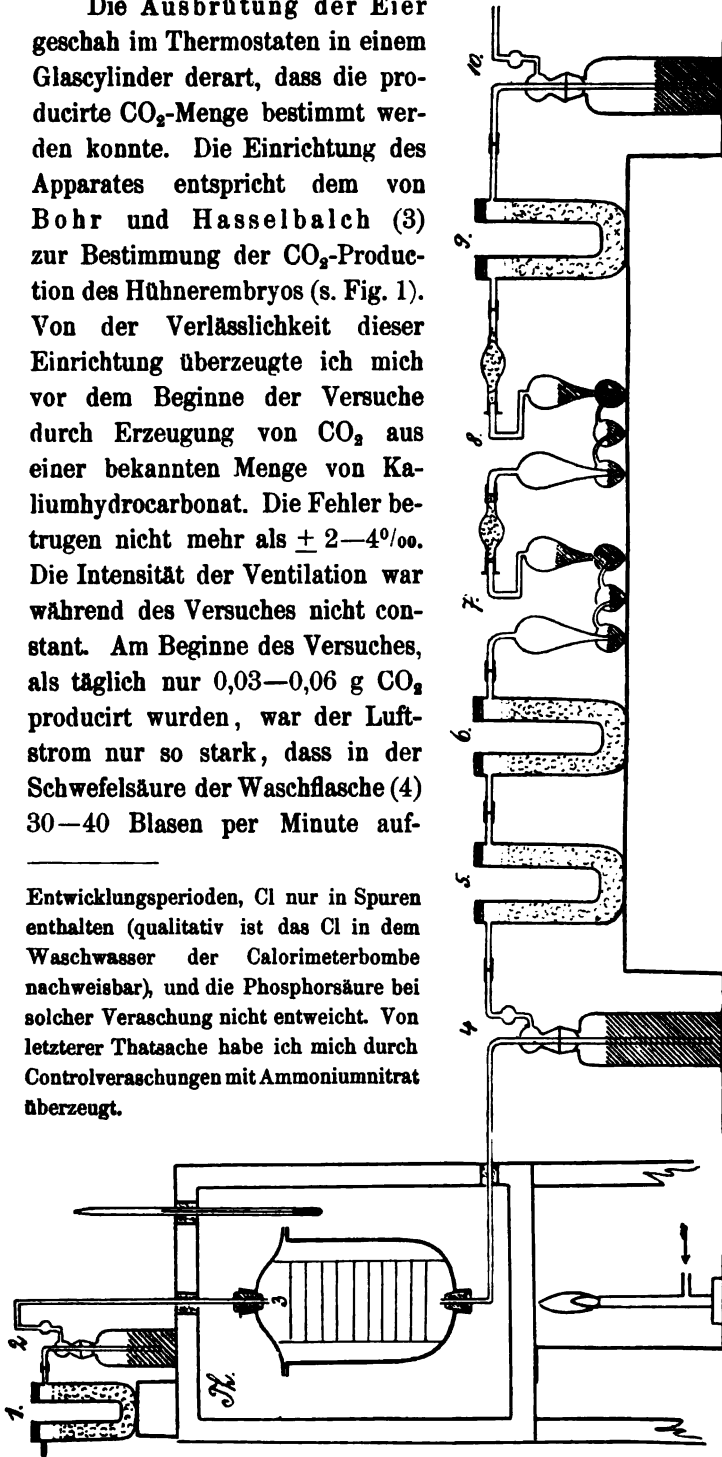 Die Ausbrütung der Eier
geschah im Thermostaten in einem
Glascylinder derart, dass die pro-
ducirte CO₂-Menge bestimmt wer-
den konnte. Die Einrichtung des
Apparates entspricht dem von
Bohr und Hasselbalch (3)
zur Bestimmung der CO₂-Produc-
tion des Hühnerembryos (s. Fig. 1).
Von der Verlässlichkeit dieser
Einrichtung überzeugte ich mich
vor dem Beginne der Versuche
durch Erzeugung von CO₂ aus
einer bekannten Menge von Ka-
liumhydrocarbonat. Die Fehler be-
trugen nicht mehr als ± 2—4‰.
Die Intensität der Ventilation war
während des Versuches nicht con-
stant. Am Beginne des Versuches,
als täglich nur 0,03—0,06 g CO₂
producirt wurden, war der Luft-
strom nur so stark, dass in der
Schwefelsäure der Waschflasche (4)
30—40 Blasen per Minute auf-
Entwicklungsperioden, Cl nur in Spuren
enthalten (qualitativ ist das Cl in dem
Waschwasser der Calorimeterbombe
nachweisbar), und die Phosphorsäure bei
solcher Veraschung nicht entweicht. Von
letzterer Thatsache habe ich mich durch
Controlveraschungen mit Ammoniumnitrat
überzeugt.
1.
2
3
Th.
4
5.
6.
7.
8.
9.
10.